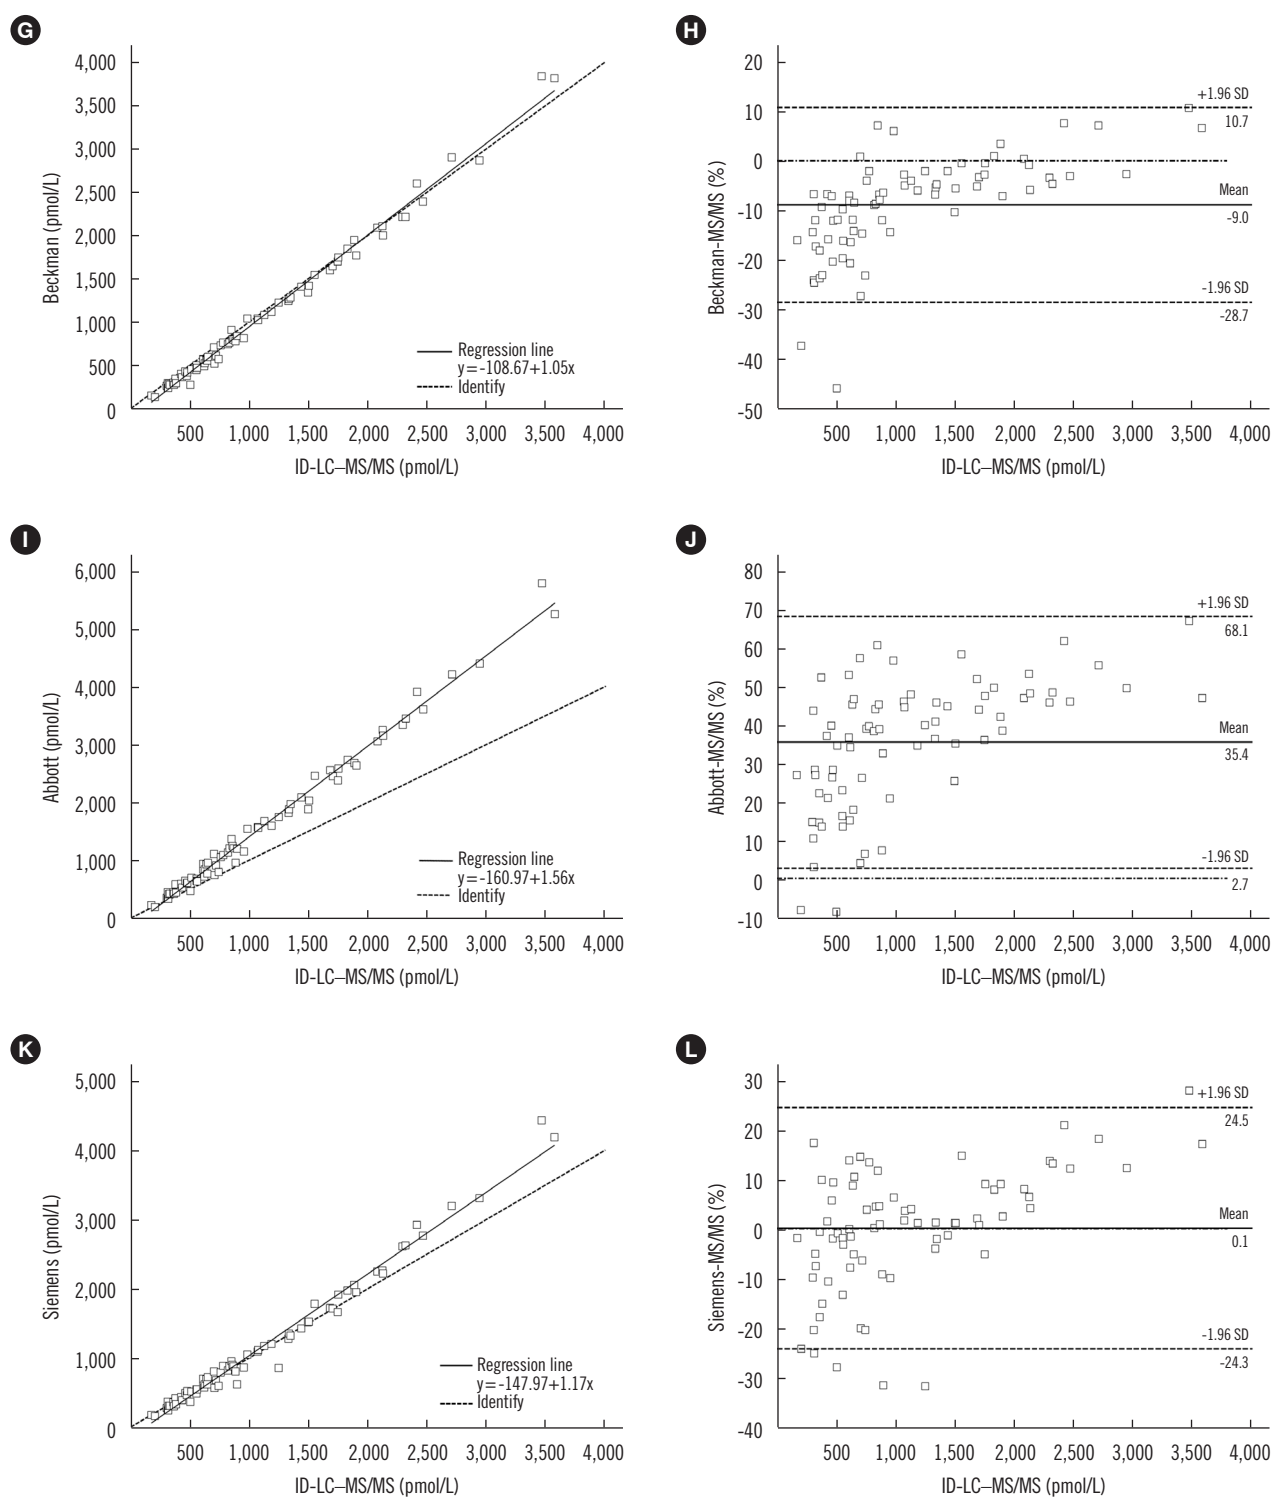 G
4,000
3,500
3,000
2,500
2,000
1,500
1,000
500
0
Beckman (pmol/L)
Regression line
y=-108.67+1.05x
Identify
500 1,000 1,500 2,000 2,500 3,000 3,500 4,000
ID-LC–MS/MS (pmol/L)
H
20
10
0
-10
-20
-30
-40
-50
Beckman-MS/MS (%)
+1.96 SD
10.7
Mean
-9.0
-1.96 SD
-28.7
500 1,000 1,500 2,000 2,500 3,000 3,500 4,000
ID-LC–MS/MS (pmol/L)
I
6,000
5,000
4,000
3,000
2,000
1,000
0
Abbott (pmol/L)
Regression line
y=-160.97+1.56x
Identify
500 1,000 1,500 2,000 2,500 3,000 3,500 4,000
ID-LC–MS/MS (pmol/L)
J
80
70
60
50
40
30
20
10
0
-10
Abbott-MS/MS (%)
+1.96 SD
68.1
Mean
35.4
-1.96 SD
2.7
500 1,000 1,500 2,000 2,500 3,000 3,500 4,000
ID-LC–MS/MS (pmol/L)
K
5,000
4,000
3,000
2,000
1,000
0
Siemens (pmol/L)
Regression line
y=-147.97+1.17x
Identify
500 1,000 1,500 2,000 2,500 3,000 3,500 4,000
ID-LC–MS/MS (pmol/L)
L
30
20
10
0
-10
-20
-30
-40
Siemens-MS/MS (%)
+1.96 SD
24.5
Mean
0.1
-1.96 SD
-24.3
500 1,000 1,500 2,000 2,500 3,000 3,500 4,000
ID-LC–MS/MS (pmol/L)